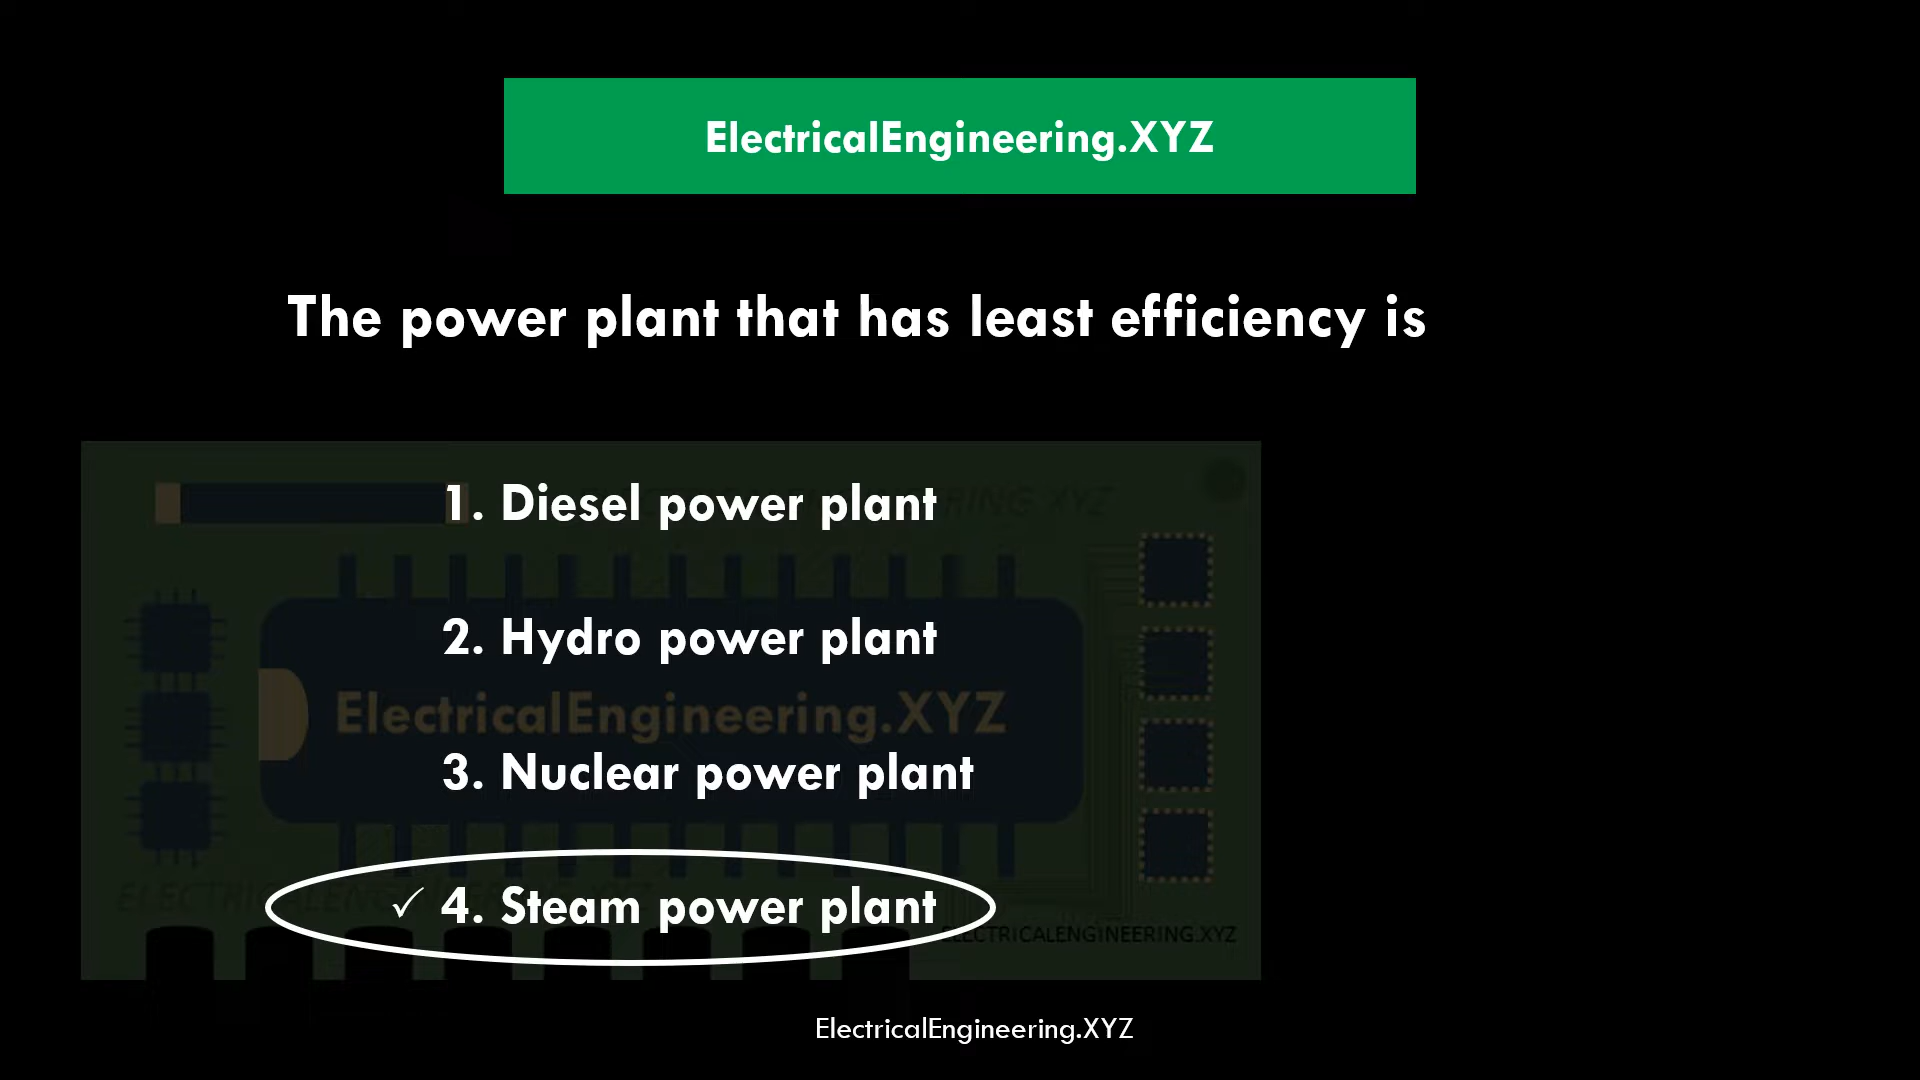 ElectricalEngineering.XYZ
The power plant that has least efficiency is
1. Diesel power plant
2. Hydro power plant
ElectricalEngineering.XYZ
3. Nuclear power plant
✓ 4. Steam power plant
ELECTRICALENGINEERING.XYZ
ElectricalEngineering.XYZ